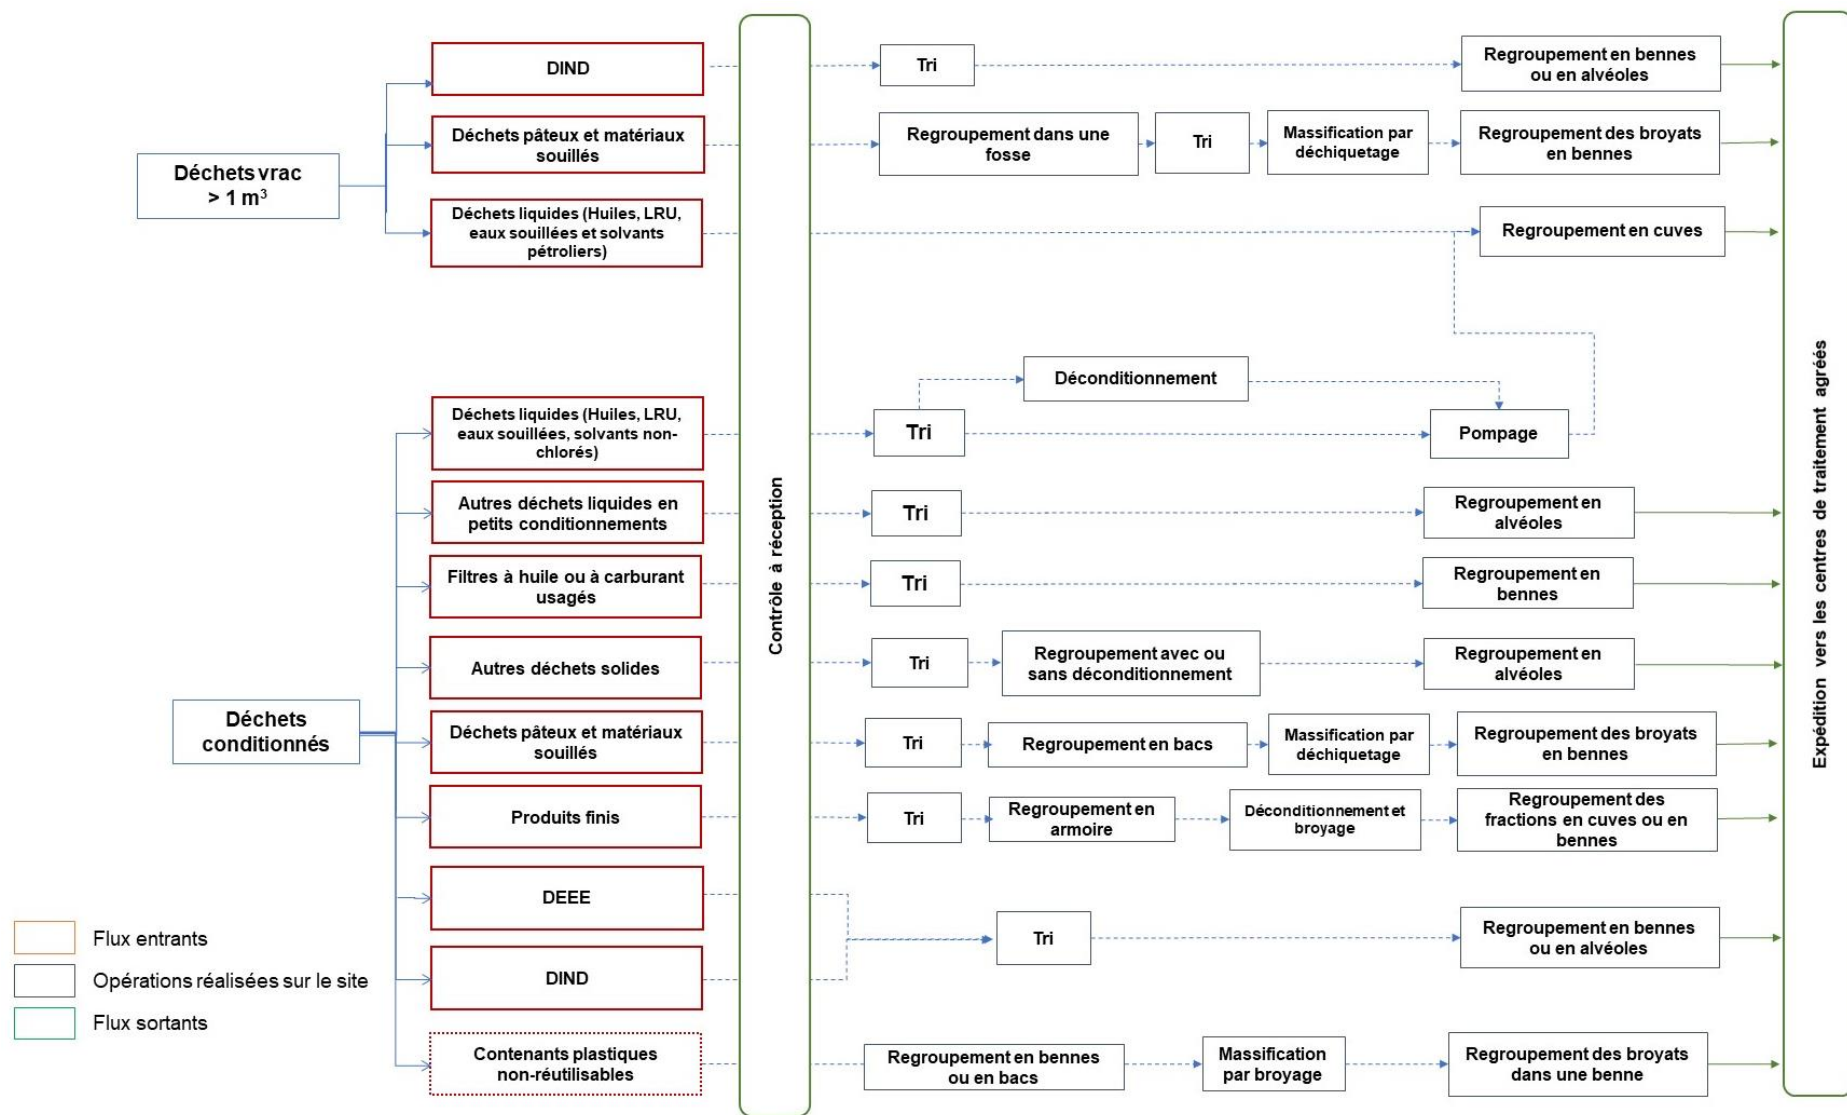 DIND
Tri
Regroupement en bennes
ou en alvéoles
Déchets vrac
> 1 m³
Déchets pâteux et matériaux
souillés
Regroupement dans une
fosse
Tri
Massification par
déchiquetage
Regroupement des broyats
en bennes
Déchets liquides (Huiles, LRU,
eaux souillées et solvants
pétroliers)
Regroupement en cuves
Contrôle à réception
Expédition vers les centres de traitement agréés
Déchets
conditionnés
Déchets liquides (Huiles, LRU,
eaux souillées, solvants non-
chlorés)
Tri
Déconditionnement
Pompage
Autres déchets liquides en
petits conditionnements
Tri
Regroupement en
alvéoles
Filtres à huile ou à carburant
usagés
Tri
Regroupement en
bennes
Autres déchets solides
Tri
Regroupement avec ou
sans déconditionnement
Regroupement en
alvéoles
Déchets pâteux et matériaux
souillés
Tri
Regroupement en bacs
Massification par
déchiquetage
Regroupement des broyats
en bennes
Produits finis
Tri
Regroupement en
armoire
Déconditionnement et
broyage
Regroupement des
fractions en cuves ou en
bennes
DEEE
DIND
Tri
Regroupement en bennes
ou en alvéoles
Contenants plastiques
non-réutilisables
Regroupement en bennes
ou en bacs
Massification
par broyage
Regroupement des broyats
dans une benne
Flux entrants
Opérations réalisées sur le site
Flux sortants